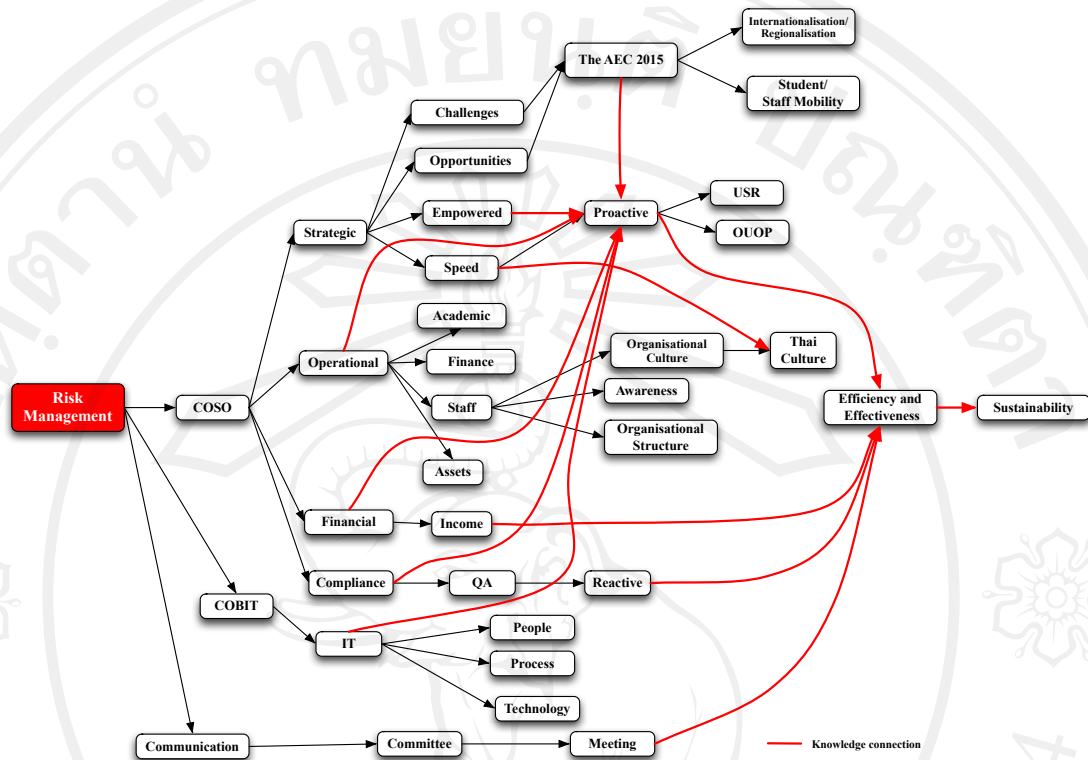 Internationalisation/
Regionalisation
The AEC 2015
Student/
Staff Mobility
Challenges
Opportunities
Empowered
Proactive
USR
OUOP
Strategic
Speed
Academic
Organisational
Culture
Thai
Culture
Operational
Finance
Awareness
Staff
Organisational
Structure
Assets
Risk
Management
COSO
Efficiency and
Effectiveness
Sustainability
Financial
Income
Compliance
QA
Reactive
COBIT
IT
People
Process
Technology
Communication
Committee
Meeting
Knowledge connection